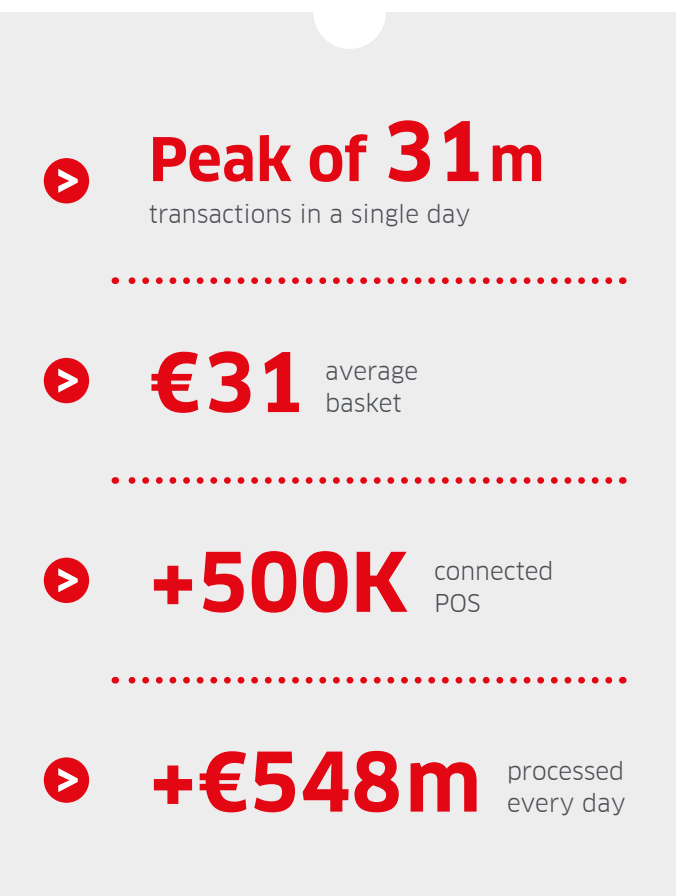 Peak of 31m
transactions in a single day
€31 average
basket
+500K connected
POS
+€548m processed
every day